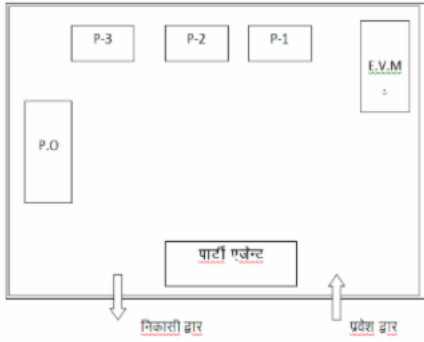 P-3
P-2
P-1
E.V.M
P.O
पार्टी एजेन्ट
निकासी द्वार
प्रवेश द्वार